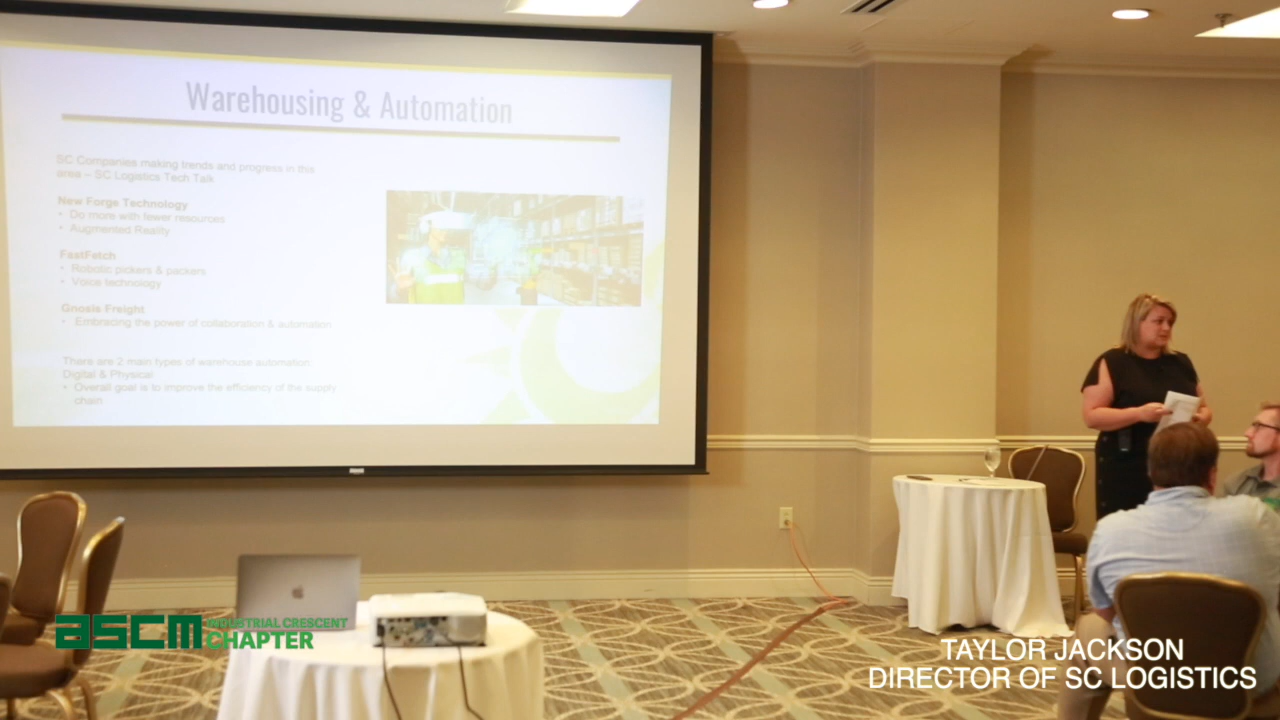 Warehousing & Automation
SC Companies making trends and progress in this
area – SC Logistics Tech Talk
New Forge Technology
• Do more with fewer resources
• Augmented Reality
FastFetch
• Robotic pickers & packers
• Voice technology
Gnosis Freight
• Embracing the power of collaboration & automation
There are 2 main types of warehouse automation:
Digital & Physical
• Overall goal is to improve the efficiency of the supply
chain
ascm INDUSTRIAL CRESCENT
CHAPTER
TAYLOR JACKSON
DIRECTOR OF SC LOGISTICS